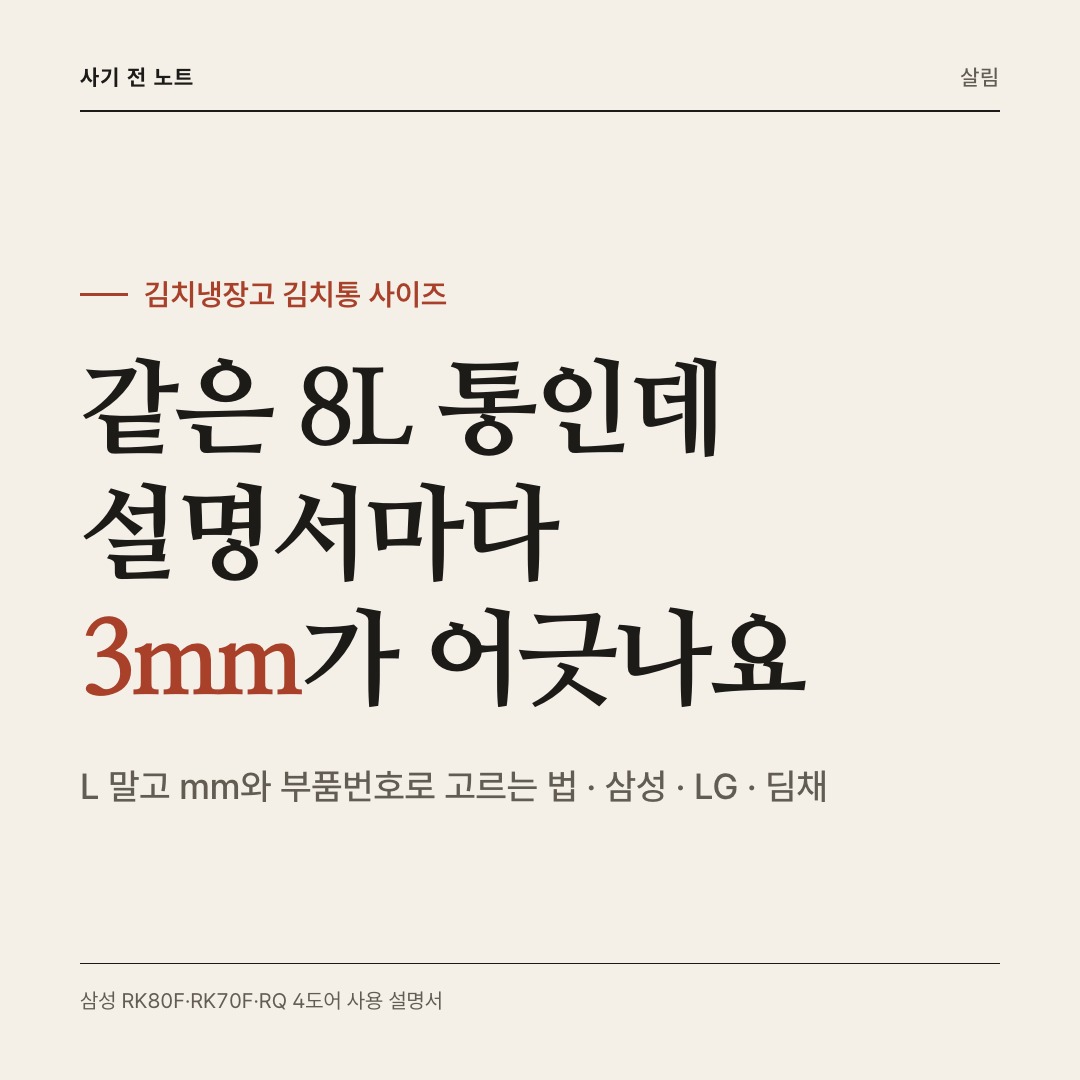 사기 전 노트
살림
김치냉장고 김치통 사이즈
같은 8L 통인데
설명서마다
3mm가 어긋나요
L 말고 mm와 부품번호로 고르는 법 · 삼성 · LG · 딤채
삼성 RK80F·RK70F·RQ 4도어 사용 설명서